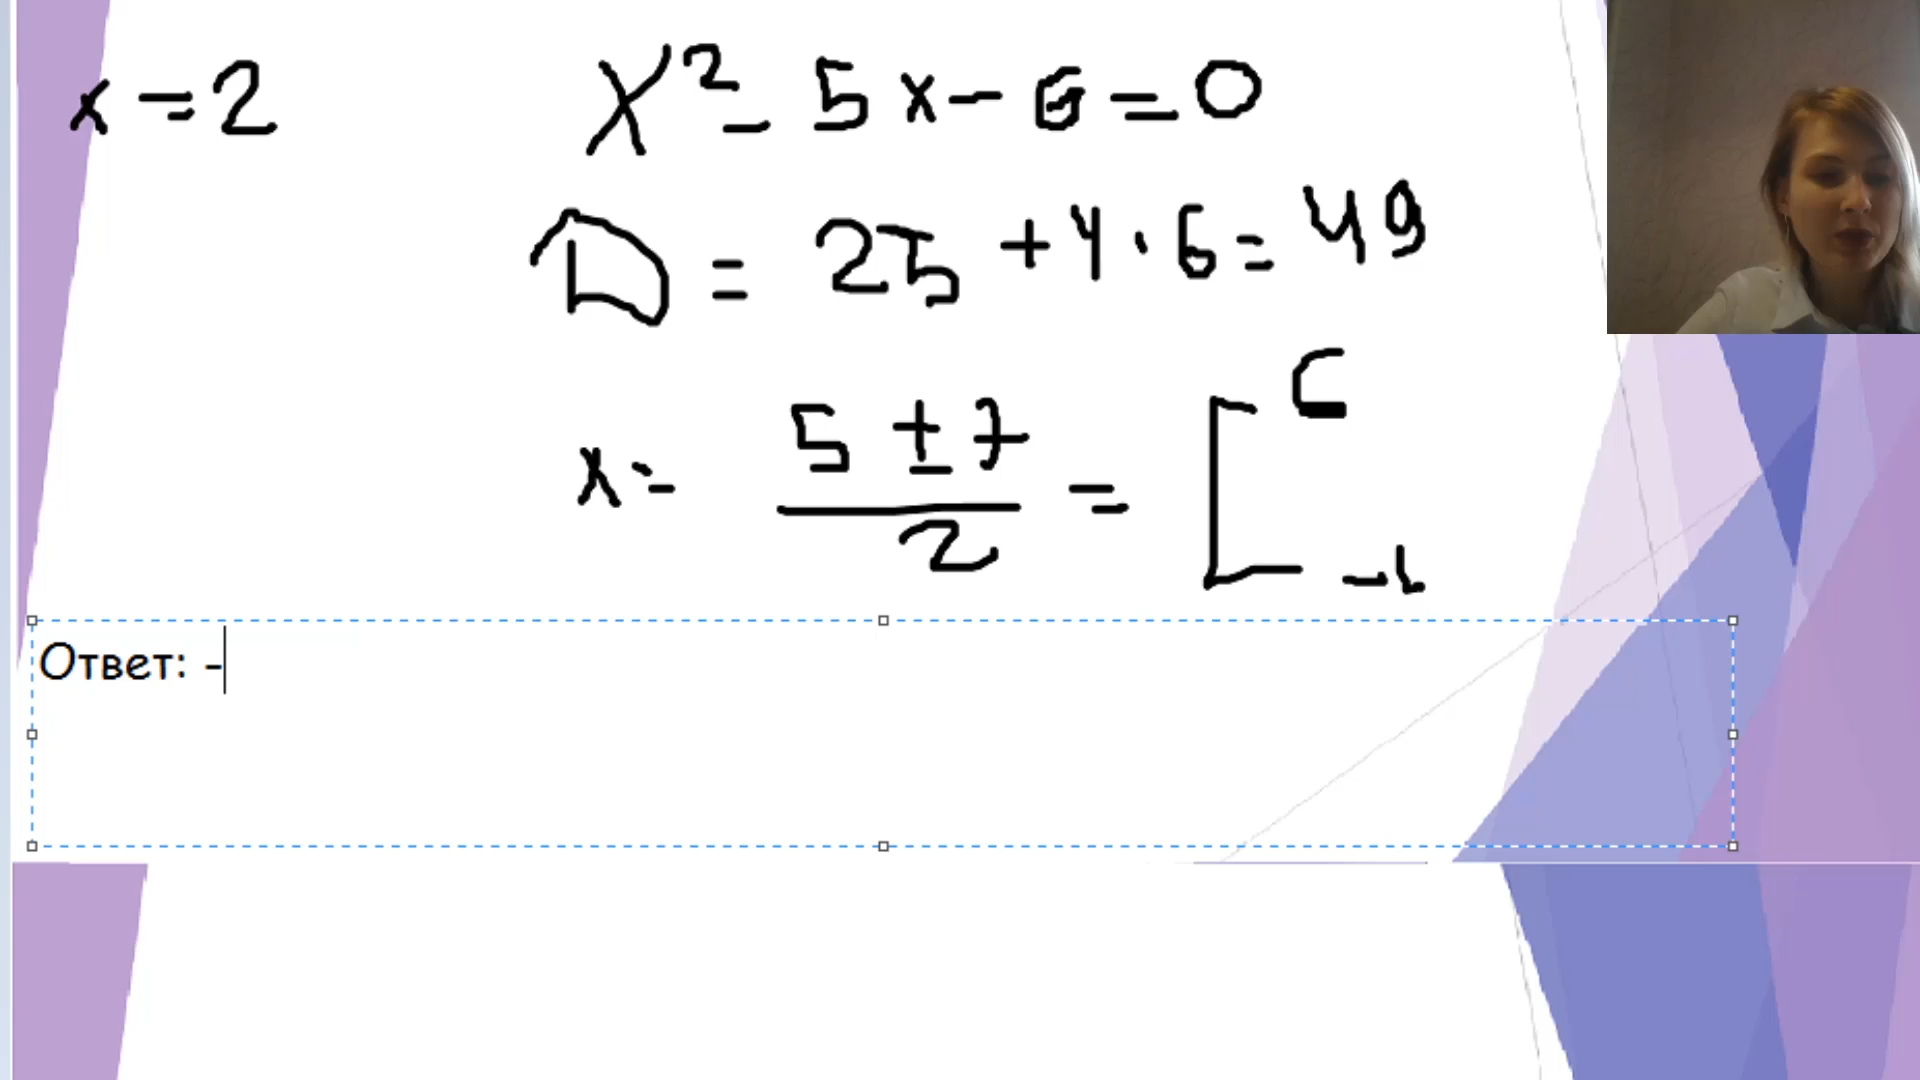 x = 2
x² - 5x - 6 = 0
D = 25 + 4 · 6 = 49
x = 5 ± 7 / 2 = [ 6
-1
Ответ: -